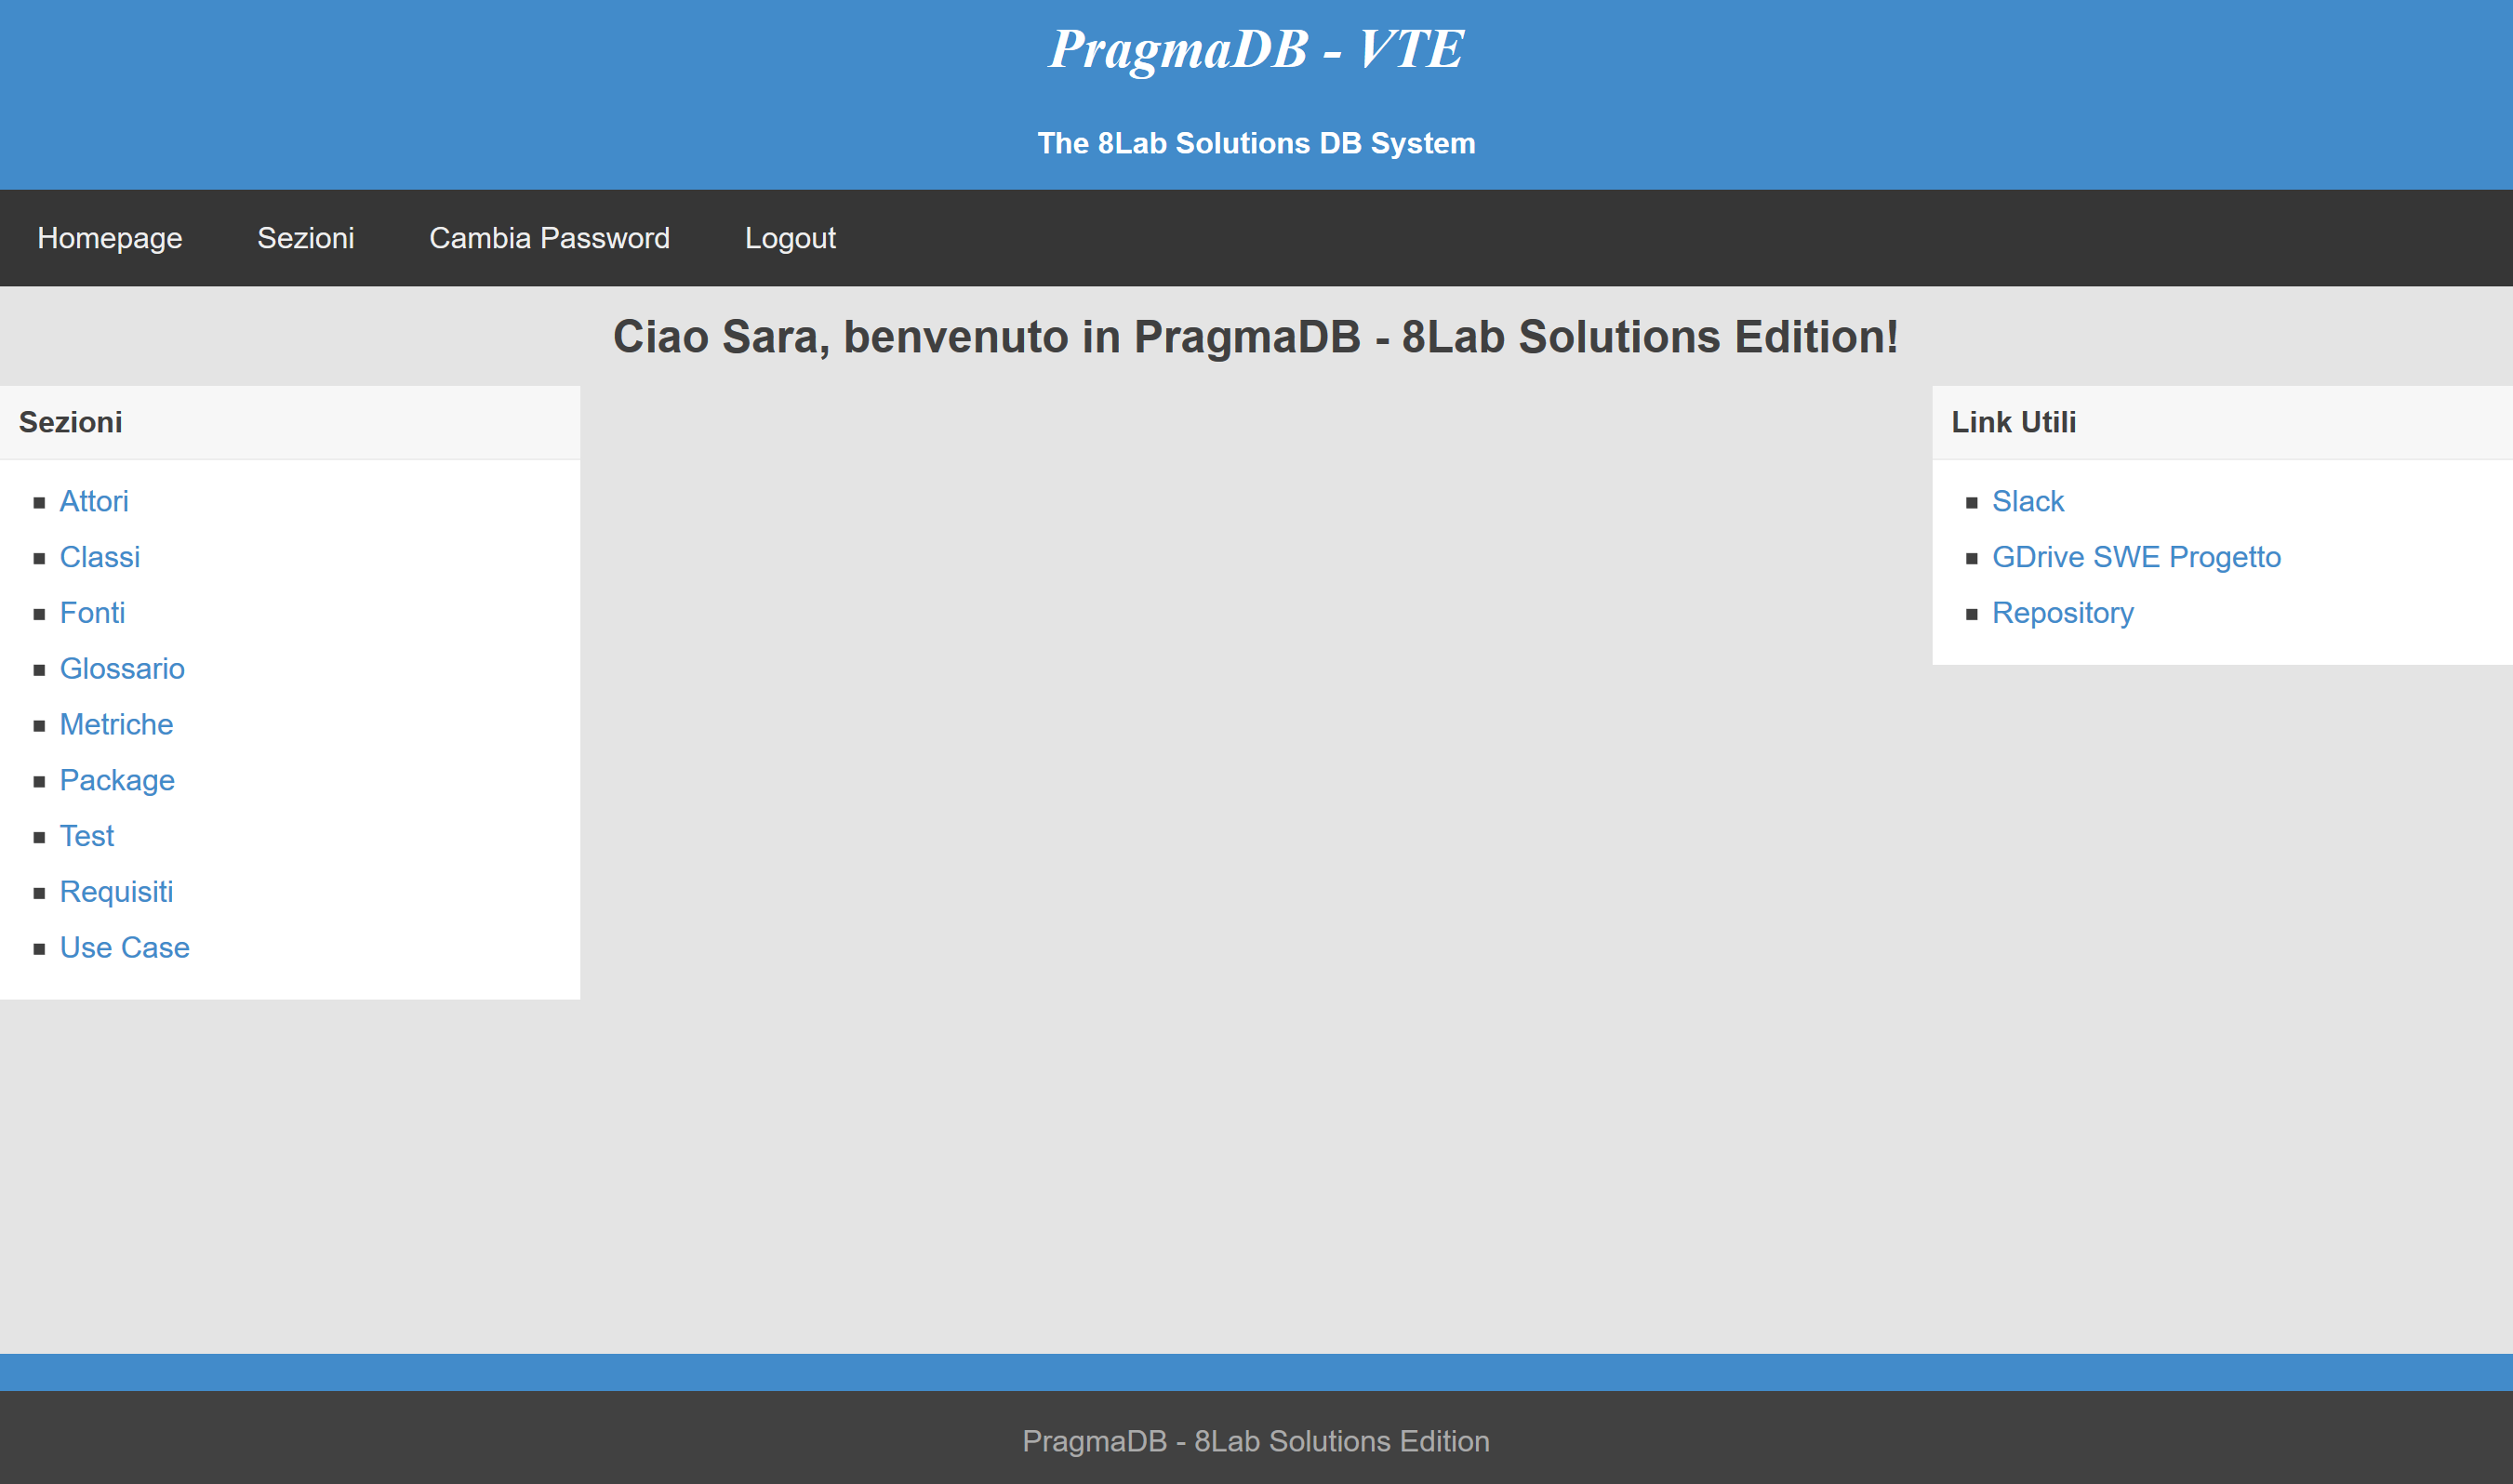 PragmaDB - VTE
The 8Lab Solutions DB System
Homepage Sezioni Cambia Password Logout
Ciao Sara, benvenuto in PragmaDB - 8Lab Solutions Edition!
Sezioni
Attori
Classi
Fonti
Glossario
Metriche
Package
Test
Requisiti
Use Case
Link Utili
Slack
GDrive SWE Progetto
Repository
PragmaDB - 8Lab Solutions Edition